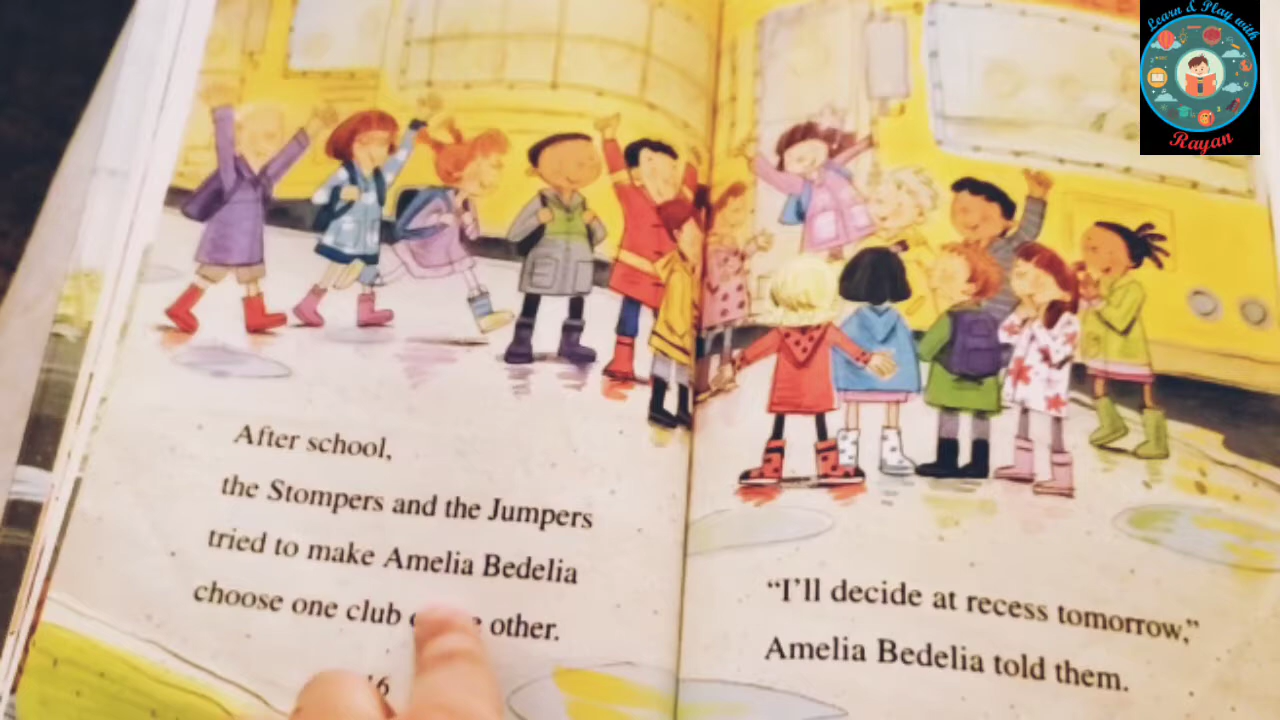 Learn & Play with
Rayan
After school,
the Stompers and the Jumpers
tried to make Amelia Bedelia
choose one club other.
16
"I'll decide at recess tomorrow,"
Amelia Bedelia told them.